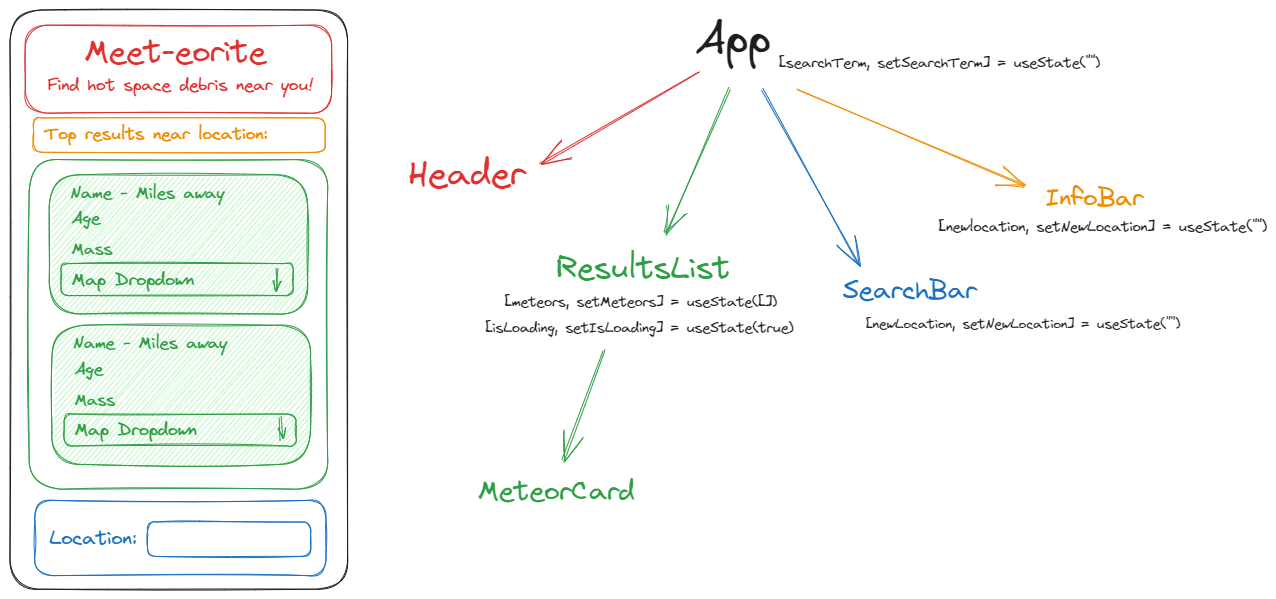 Meet-eorite
Find hot space debris near you!
Top results near location:
Name - Miles away
Age
Mass
Map Dropdown
Name - Miles away
Age
Mass
Map Dropdown
Location:
App
[searchTerm, setSearchTerm] = useState("")
Header
InfoBar
[newlocation, setNewLocation] = useState("")
ResultsList
[meteors, setMeteors] = useState([])
[isLoading, setIsLoading] = useState(true)
SearchBar
[newLocation, setNewLocation] = useState("")
MeteorCard